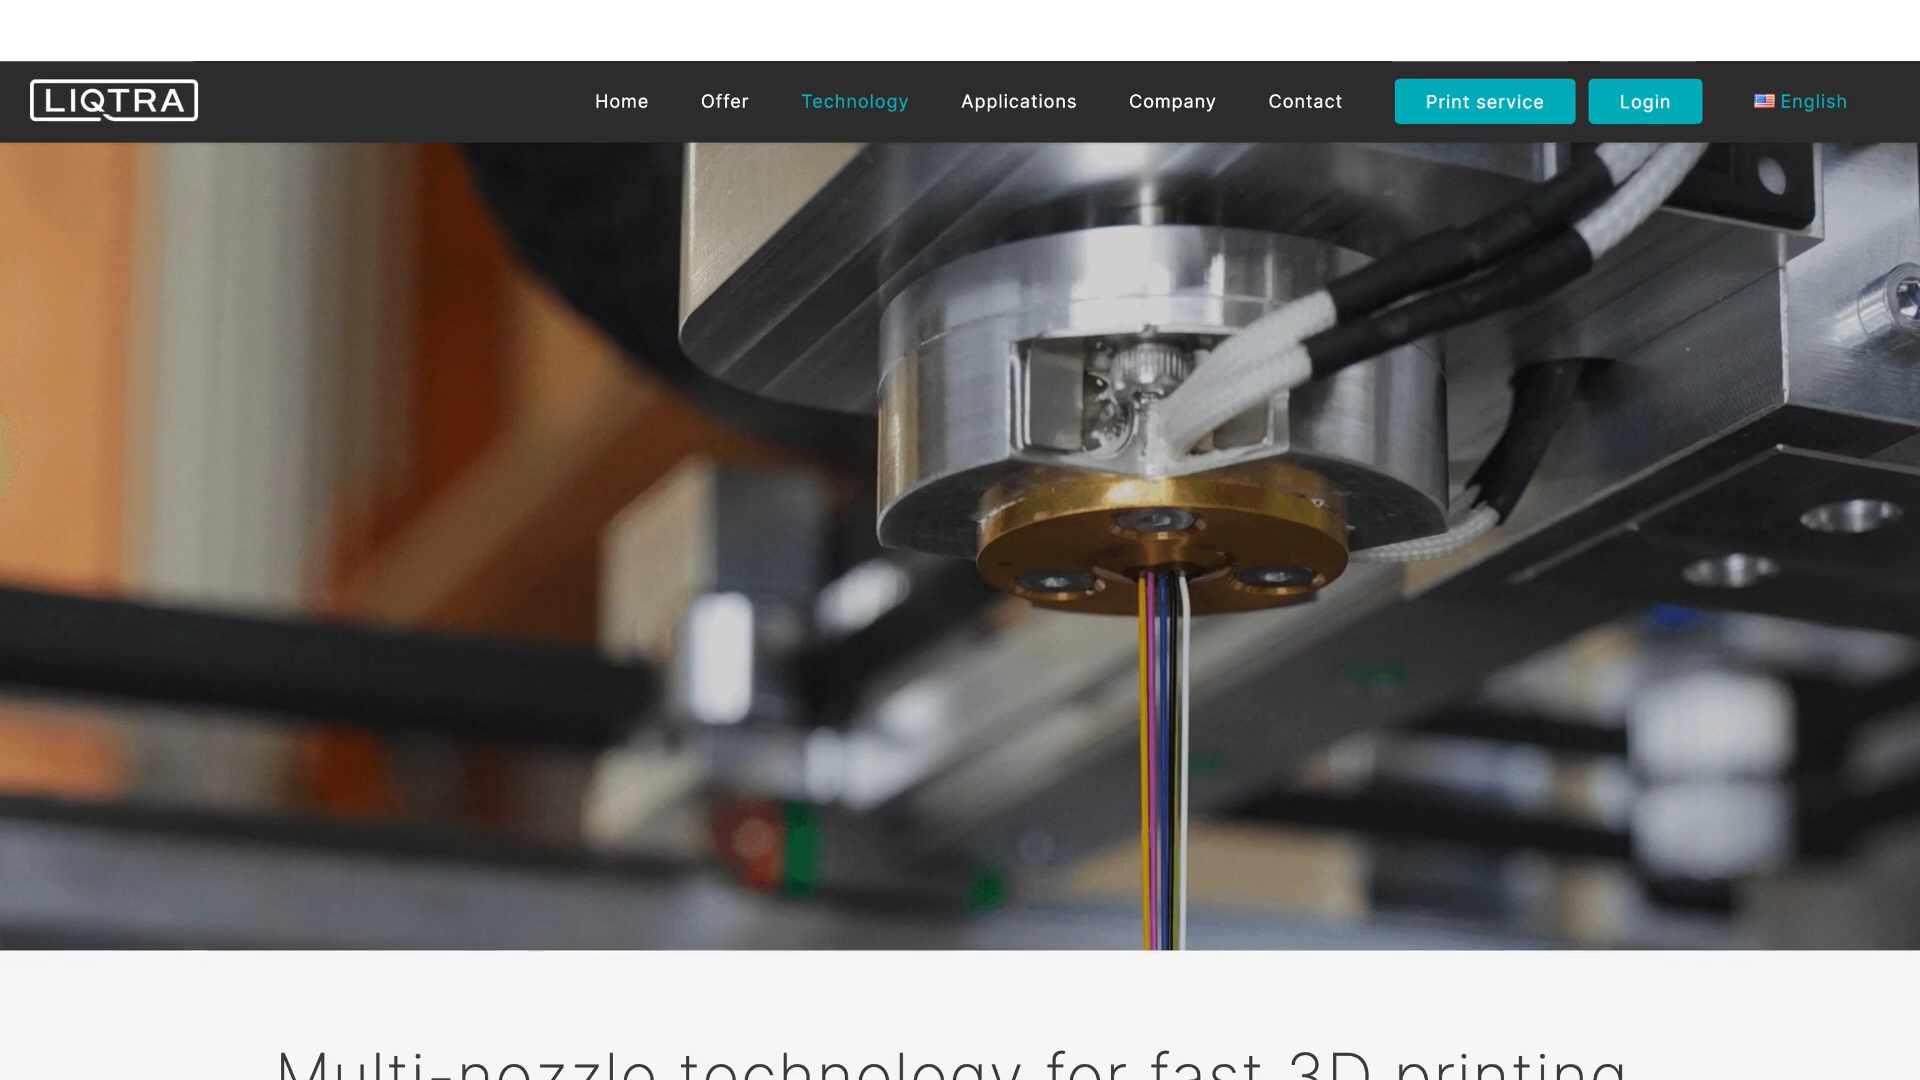 LIQTRA
Home
Offer
Technology
Applications
Company
Contact
Print service
Login
English
Multi-nozzle technology for fast 3D printing